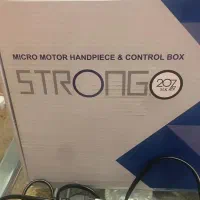 MICRO MOTOR HANDPIECE & CONTROL BOX
STRONG
207